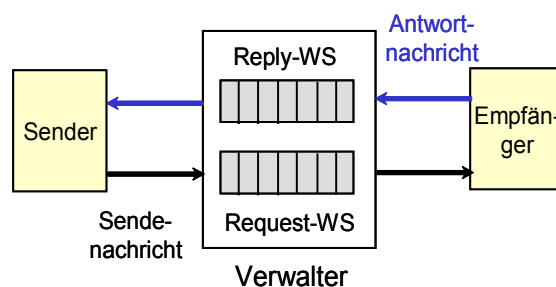 Antwort-
nachricht
Reply-WS
Sender
Empfän-
ger
Sende-
nachricht
Request-WS
Verwalter